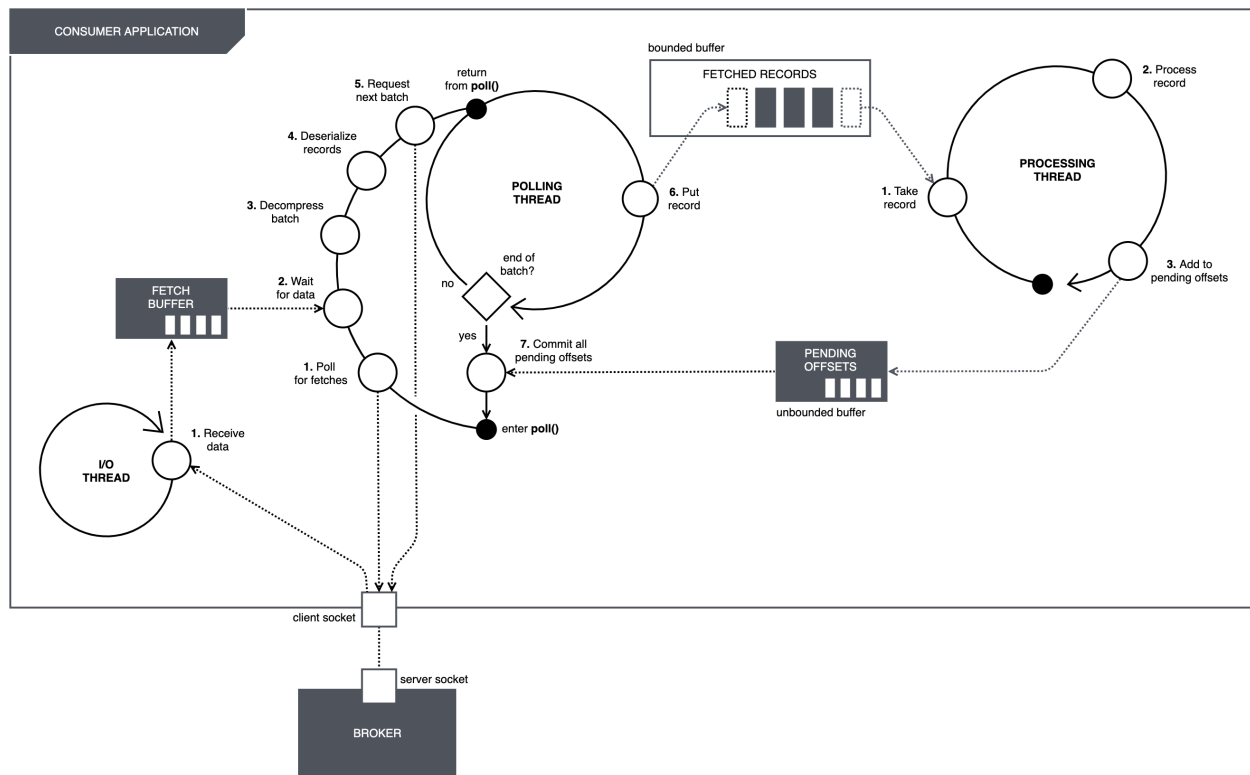 CONSUMER APPLICATION
bounded buffer
FETCHED RECORDS
return
from poll()
5. Request
next batch
4. Deserialize
records
3. Decompress
batch
2. Wait
for data
1. Poll
for fetches
POLLING
THREAD
6. Put
record
end of
batch?
no
yes
7. Commit all
pending offsets
enter poll()
2. Process
record
PROCESSING
THREAD
1. Take
record
3. Add to
pending offsets
PENDING
OFFSETS
unbounded buffer
FETCH
BUFFER
1. Receive
data
I/O
THREAD
client socket
server socket
BROKER